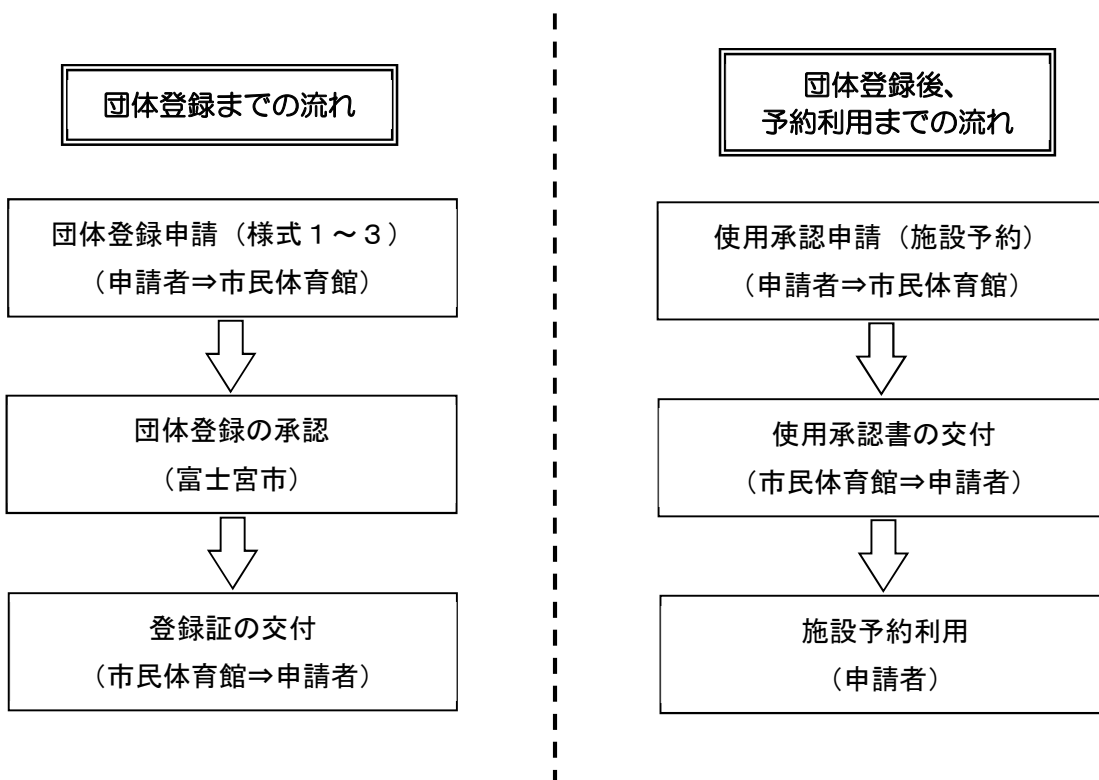 団体登録までの流れ
団体登録申請（様式１～３）
（申請者⇒市民体育館）
団体登録の承認
（富士宮市）
登録証の交付
（市民体育館⇒申請者）
団体登録後、
予約利用までの流れ
使用承認申請（施設予約）
（申請者⇒市民体育館）
使用承認書の交付
（市民体育館⇒申請者）
施設予約利用
（申請者）